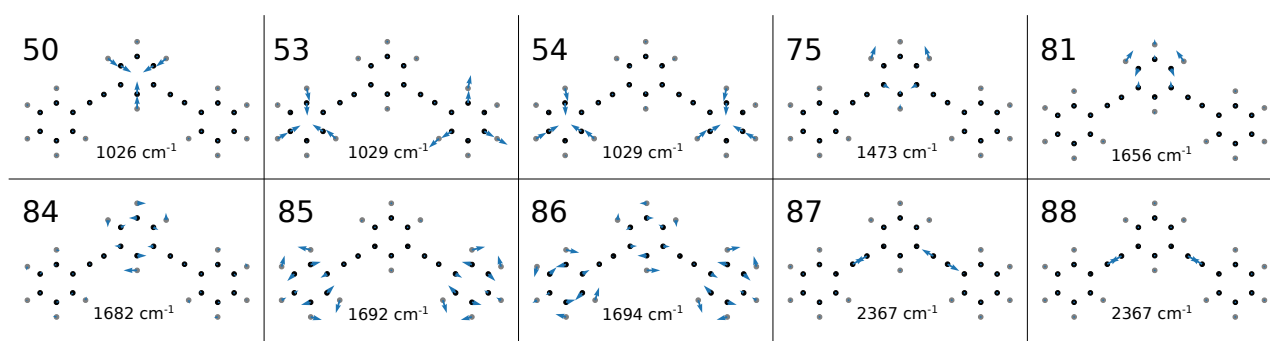 50
1026 cm⁻¹
53
1029 cm⁻¹
54
1029 cm⁻¹
75
1473 cm⁻¹
81
1656 cm⁻¹
84
1682 cm⁻¹
85
1692 cm⁻¹
86
1694 cm⁻¹
87
2367 cm⁻¹
88
2367 cm⁻¹